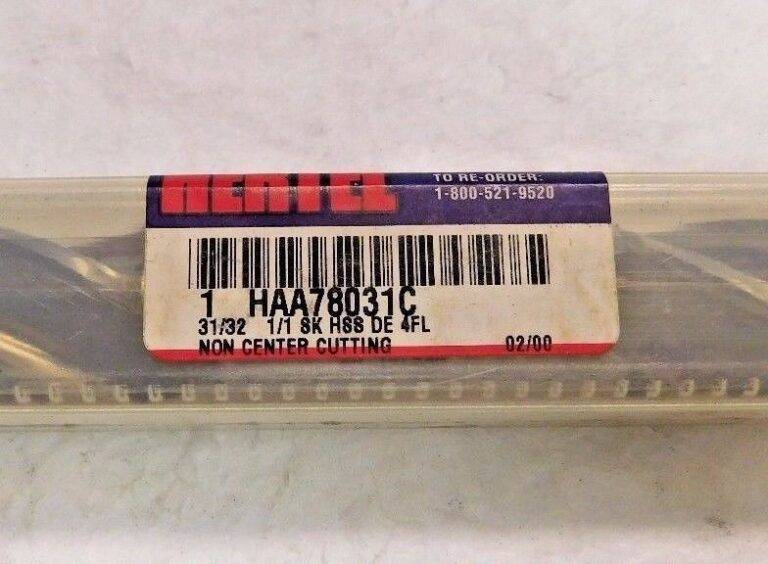 HERTEL
TO RE-ORDER:
1-800-521-9520
1 HAA78031C
31/32 1/1 SK HSS DE 4FL
NON CENTER CUTTING 02/00